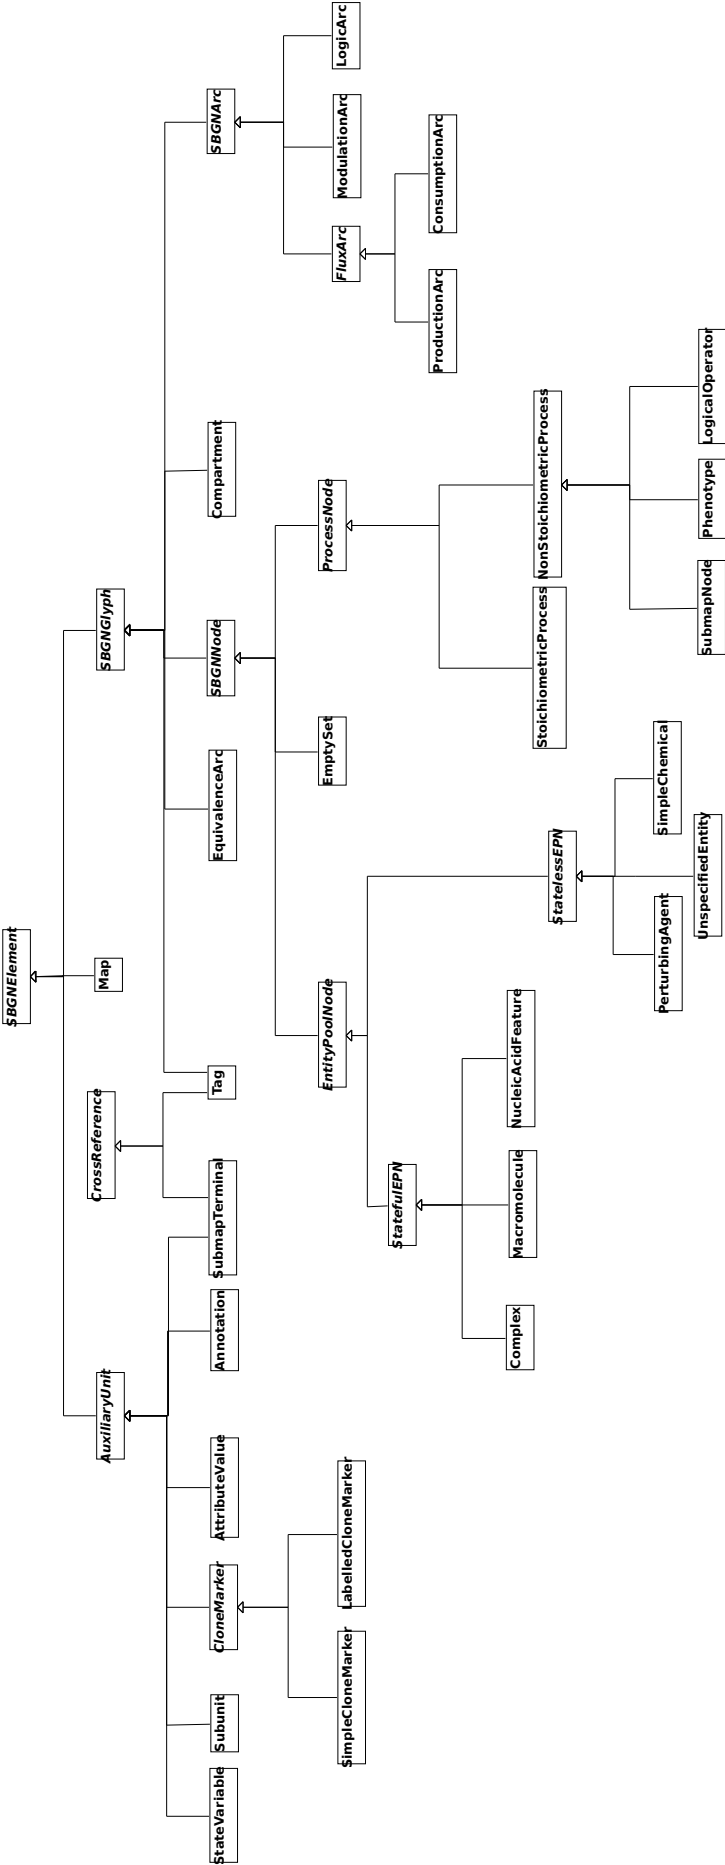 SBGNElement
AuxiliaryUnit
CrossReference
Map
SBGNGlyph
StateVariable
Subunit
CloneMarker
AttributeValue
Annotation
SubmapTerminal
Tag
EquivalenceArc
SBGNNode
Compartment
SBGNArc
SimpleCloneMarker
LabelledCloneMarker
EntityPoolNode
EmptySet
ProcessNode
FluxArc
ModulationArc
LogicArc
StatefulEPN
StatelessEPN
ProductionArc
ConsumptionArc
Complex
Macromolecule
NucleicAcidFeature
StoichiometricProcess
NonStoichiometricProcess
PerturbingAgent
UnspecifiedEntity
SimpleChemical
SubmapNode
Phenotype
LogicalOperator